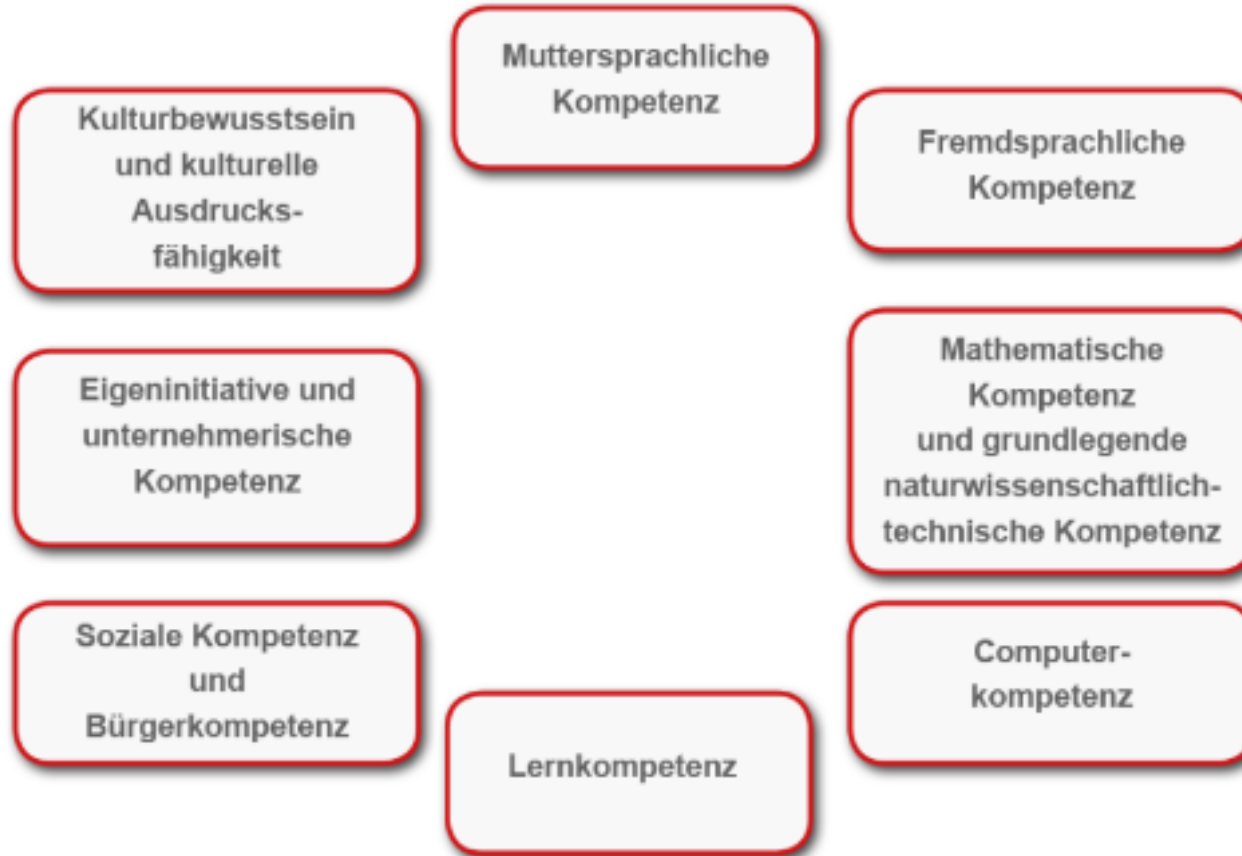 Muttersprachliche
Kompetenz
Kulturbewusstsein
und kulturelle
Ausdrucks-
fähigkeit
Fremdsprachliche
Kompetenz
Eigeninitiative und
unternehmerische
Kompetenz
Mathematische
Kompetenz
und grundlegende
naturwissenschaftlich-
technische Kompetenz
Soziale Kompetenz
und
Bürgerkompetenz
Computer-
kompetenz
Lernkompetenz